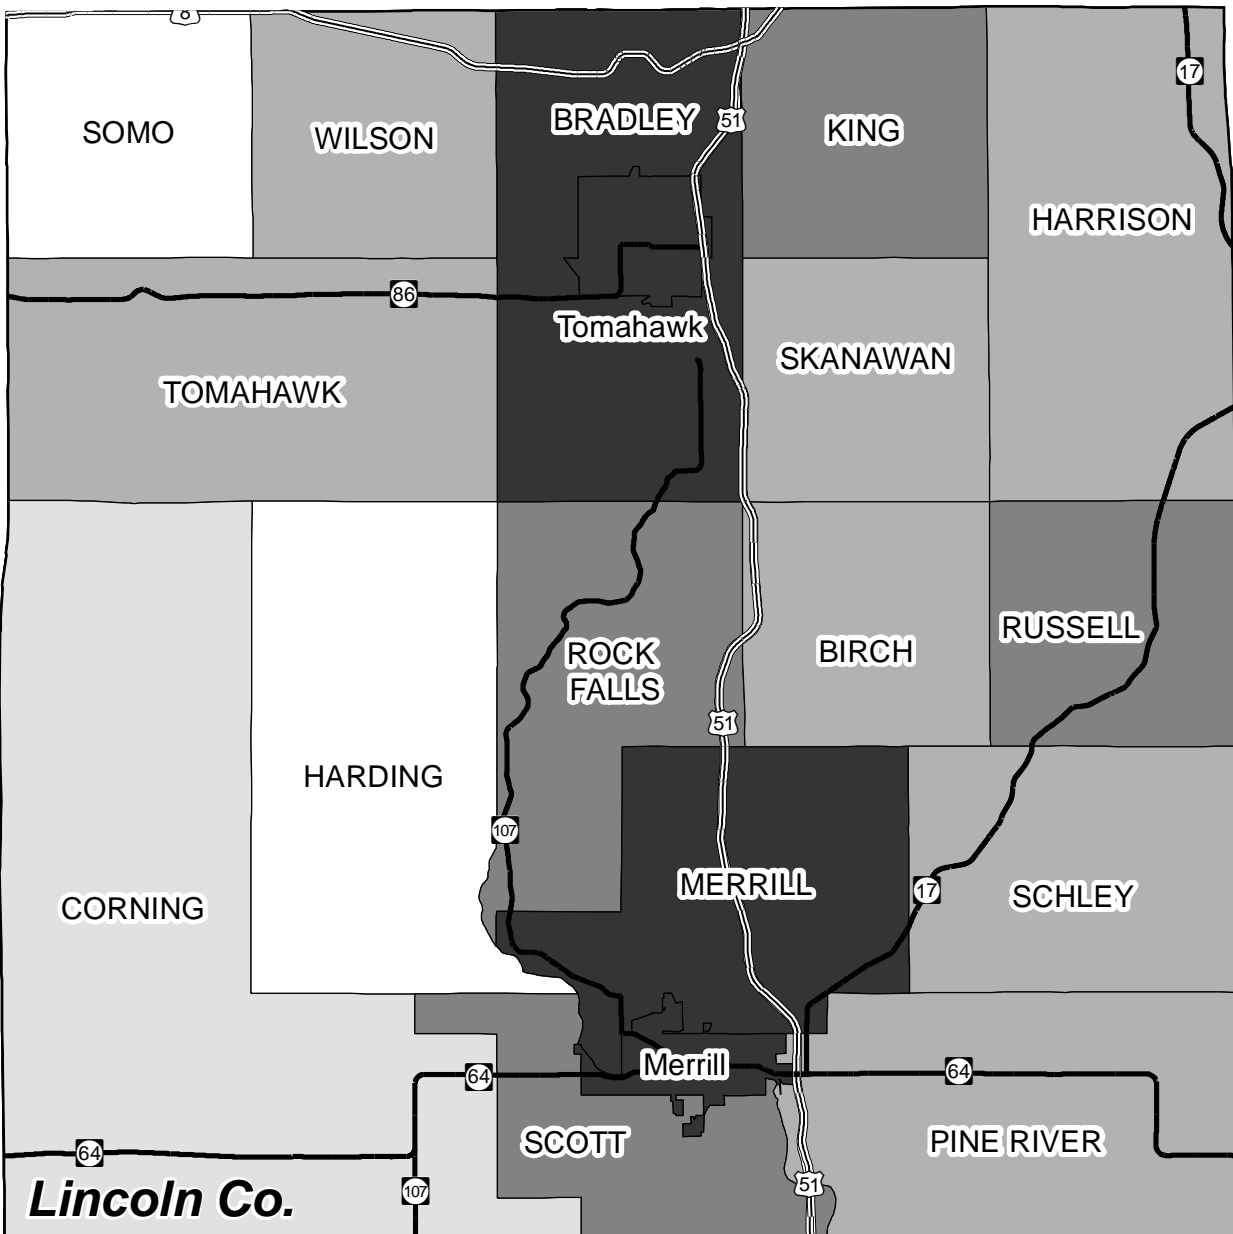 8
17
SOMO
WILSON
BRADLEY
51
KING
HARRISON
86
Tomahawk
SKANAWAN
TOMAHAWK
ROCK
FALLS
BIRCH
RUSSELL
51
HARDING
107
MERRILL
17
SCHLEY
CORNING
Merrill
64
64
SCOTT
PINE RIVER
64
51
107
Lincoln Co.